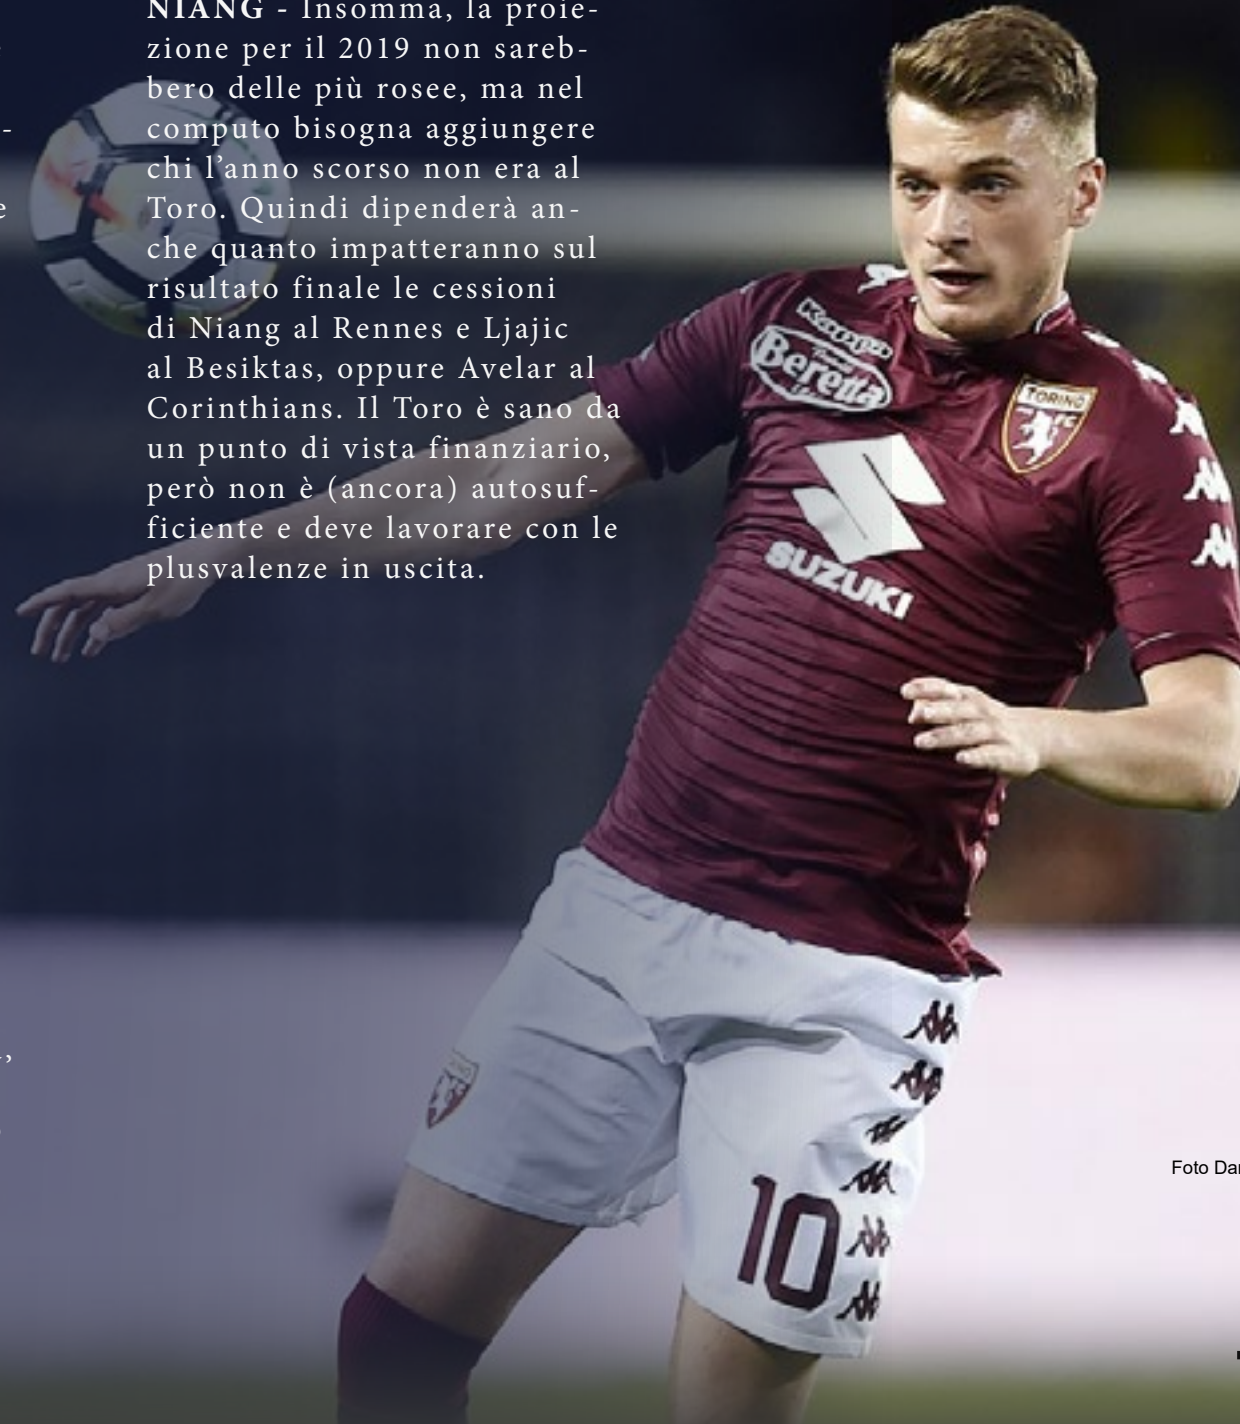 NIANG - Insomma, la proie-
zione per il 2019 non sareb-
bero delle più rosee, ma nel
computo bisogna aggiungere
chi l'anno scorso non era al
Toro. Quindi dipenderà an-
che quanto impatteranno sul
risultato finale le cessioni
di Niang al Rennes e Ljajic
al Besiktas, oppure Avelar al
Corinthians. Il Toro è sano da
un punto di vista finanziario,
però non è (ancora) autosuf-
ficiente e deve lavorare con le
plusvalenze in uscita.
Kappa
Beretta
TORINO
FC
SUZUKI
10
Foto